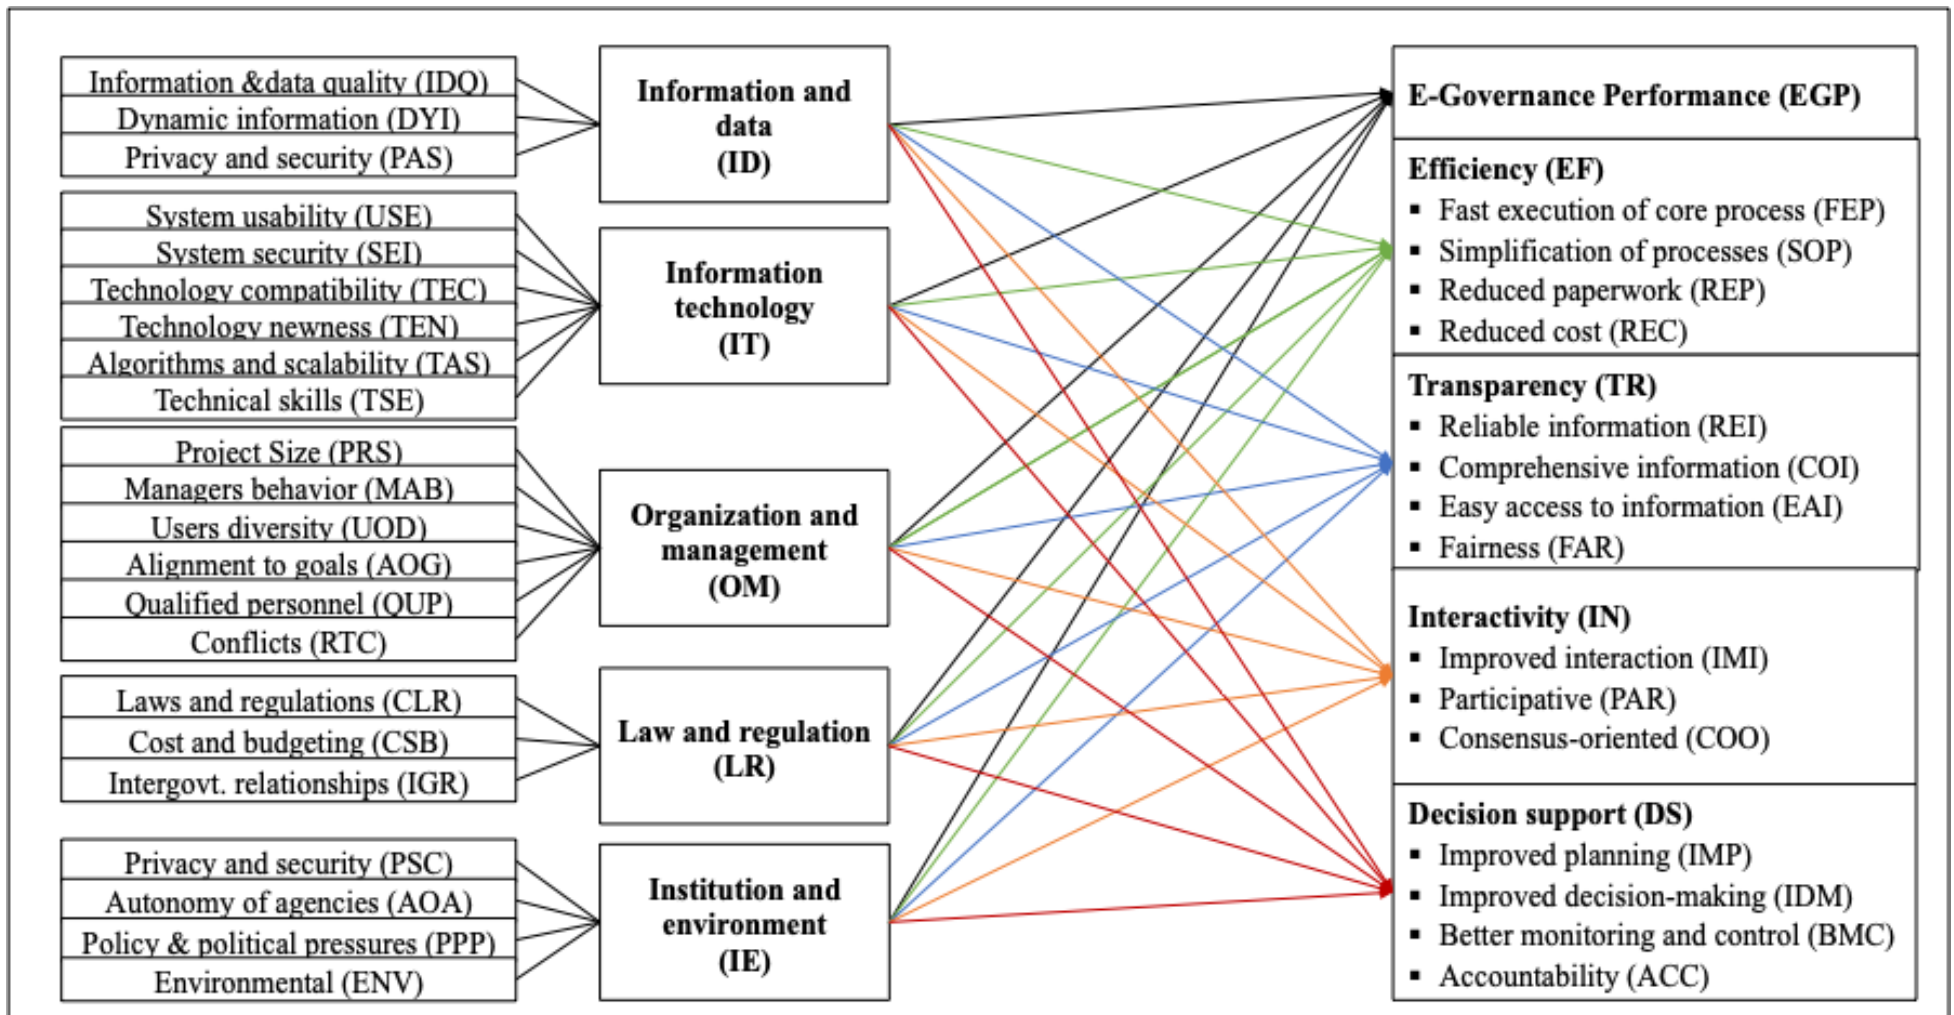 Information &data quality (IDQ)
Dynamic information (DYI)
Privacy and security (PAS)
System usability (USE)
System security (SEI)
Technology compatibility (TEC)
Technology newness (TEN)
Algorithms and scalability (TAS)
Technical skills (TSE)
Project Size (PRS)
Managers behavior (MAB)
Users diversity (UOD)
Alignment to goals (AOG)
Qualified personnel (QUP)
Conflicts (RTC)
Laws and regulations (CLR)
Cost and budgeting (CSB)
Intergovt. relationships (IGR)
Privacy and security (PSC)
Autonomy of agencies (AOA)
Policy & political pressures (PPP)
Environmental (ENV)
Information and
data
(ID)
Information
technology
(IT)
Organization and
management
(OM)
Law and regulation
(LR)
Institution and
environment
(IE)
E-Governance Performance (EGP)
Efficiency (EF)
▪ Fast execution of core process (FEP)
▪ Simplification of processes (SOP)
▪ Reduced paperwork (REP)
▪ Reduced cost (REC)
Transparency (TR)
▪ Reliable information (REI)
▪ Comprehensive information (COI)
▪ Easy access to information (EAI)
▪ Fairness (FAR)
Interactivity (IN)
▪ Improved interaction (IMI)
▪ Participative (PAR)
▪ Consensus-oriented (COO)
Decision support (DS)
▪ Improved planning (IMP)
▪ Improved decision-making (IDM)
▪ Better monitoring and control (BMC)
▪ Accountability (ACC)